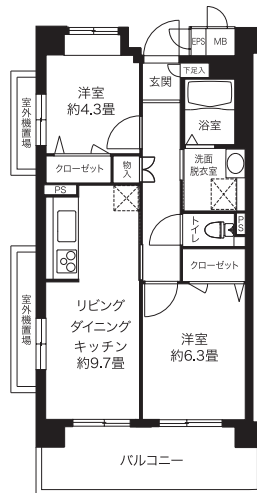 EPS
MB
玄関
下足入
洋室
約4.3畳
浴室
室外機置場
クローゼット
物入
洗面
脱衣室
PS
トイレ
PS
クローゼット
室外機置場
リビング
ダイニング
キッチン
約9.7畳
洋室
約6.3畳
バルコニー